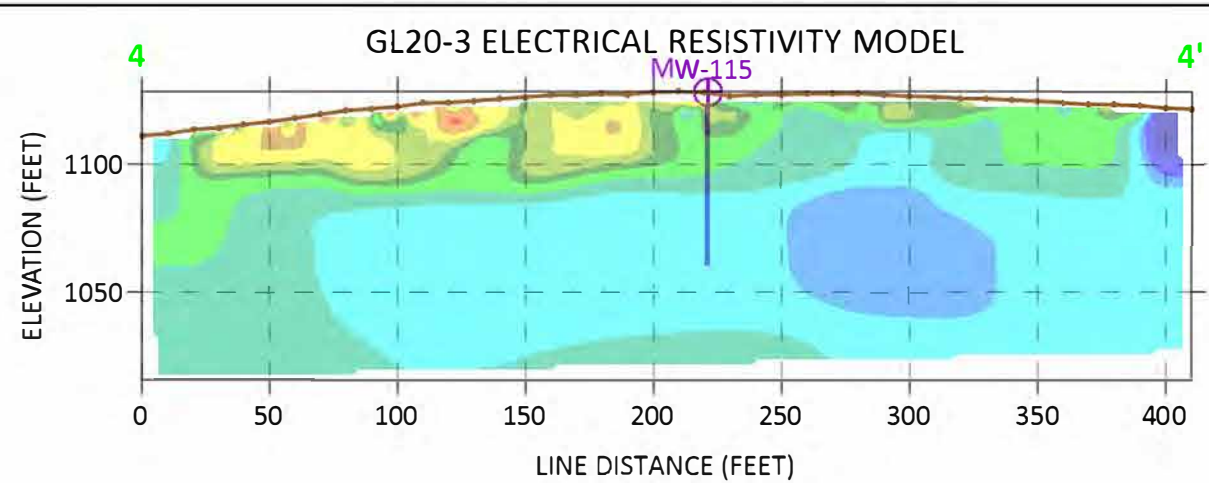 GL20-3 ELECTRICAL RESISTIVITY MODEL
4
4'
MW-115
ELEVATION (FEET)
1100
1050
0 50 100 150 200 250 300 350 400
LINE DISTANCE (FEET)